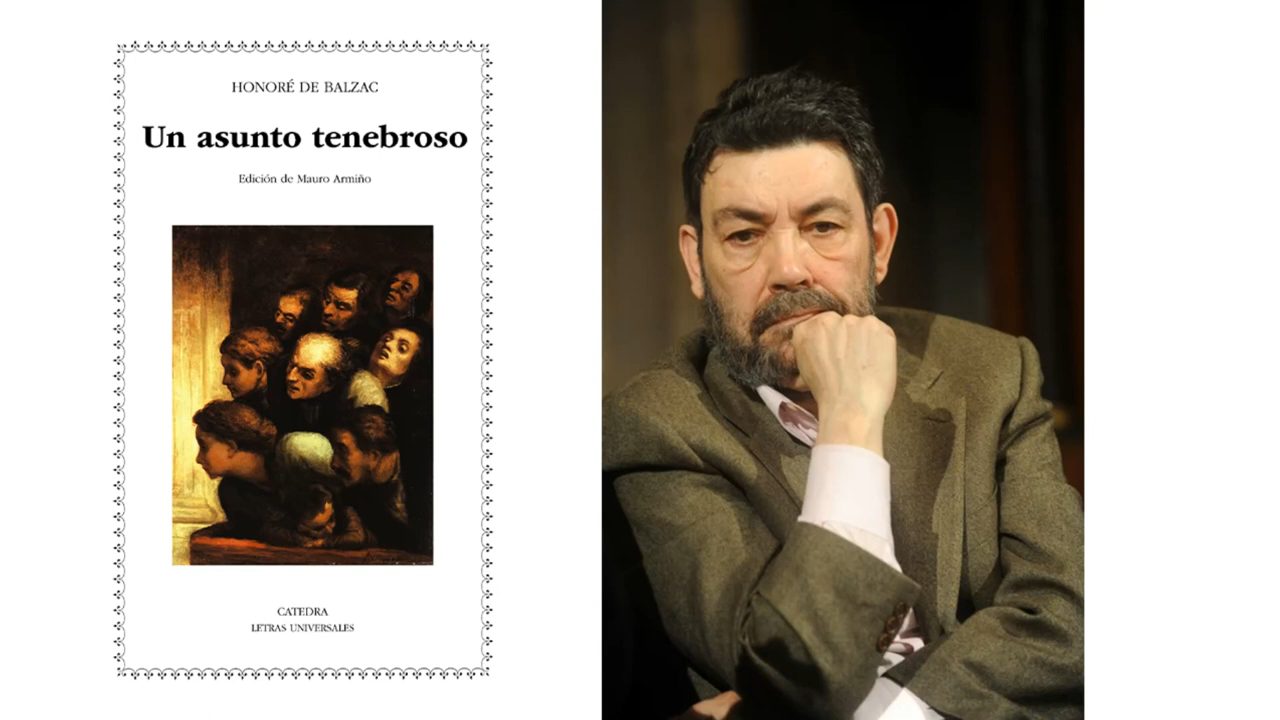 HONORÉ DE BALZAC
Un asunto tenebroso
Edición de Mauro Armiño
CATEDRA
LETRAS UNIVERSALES